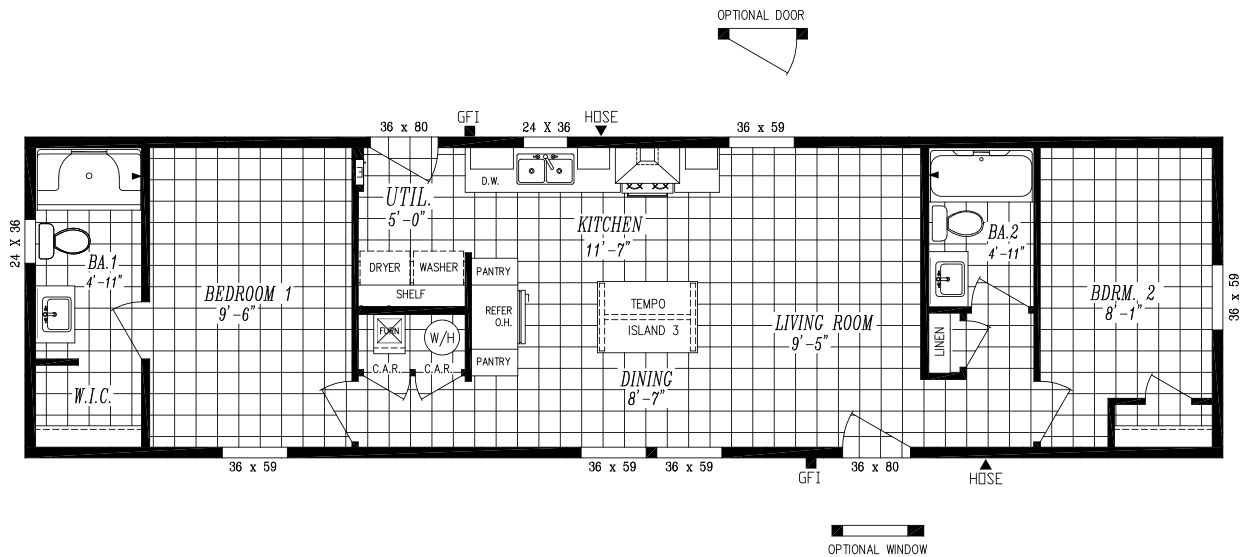 OPTIONAL DOOR
GFI
HOSE
36 x 80
24 X 36
36 x 59
D.W.
UTIL.
5'-0"
KITCHEN
11'-7"
BA.2
4'-11"
24 X 36
BA.1
4'-11"
BEDROOM 1
9'-6"
DRYER
WASHER
SHELF
PANTRY
REFER
O.H.
PANTRY
TEMPO
ISLAND 3
LIVING ROOM
9'-5"
BDRM. 2
8'-1"
36 x 59
FURN
W/H
C.A.R.
C.A.R.
LINEN
DINING
8'-7"
W.I.C.
36 x 59
36 x 59
36 x 59
GFI
36 x 80
HOSE
OPTIONAL WINDOW